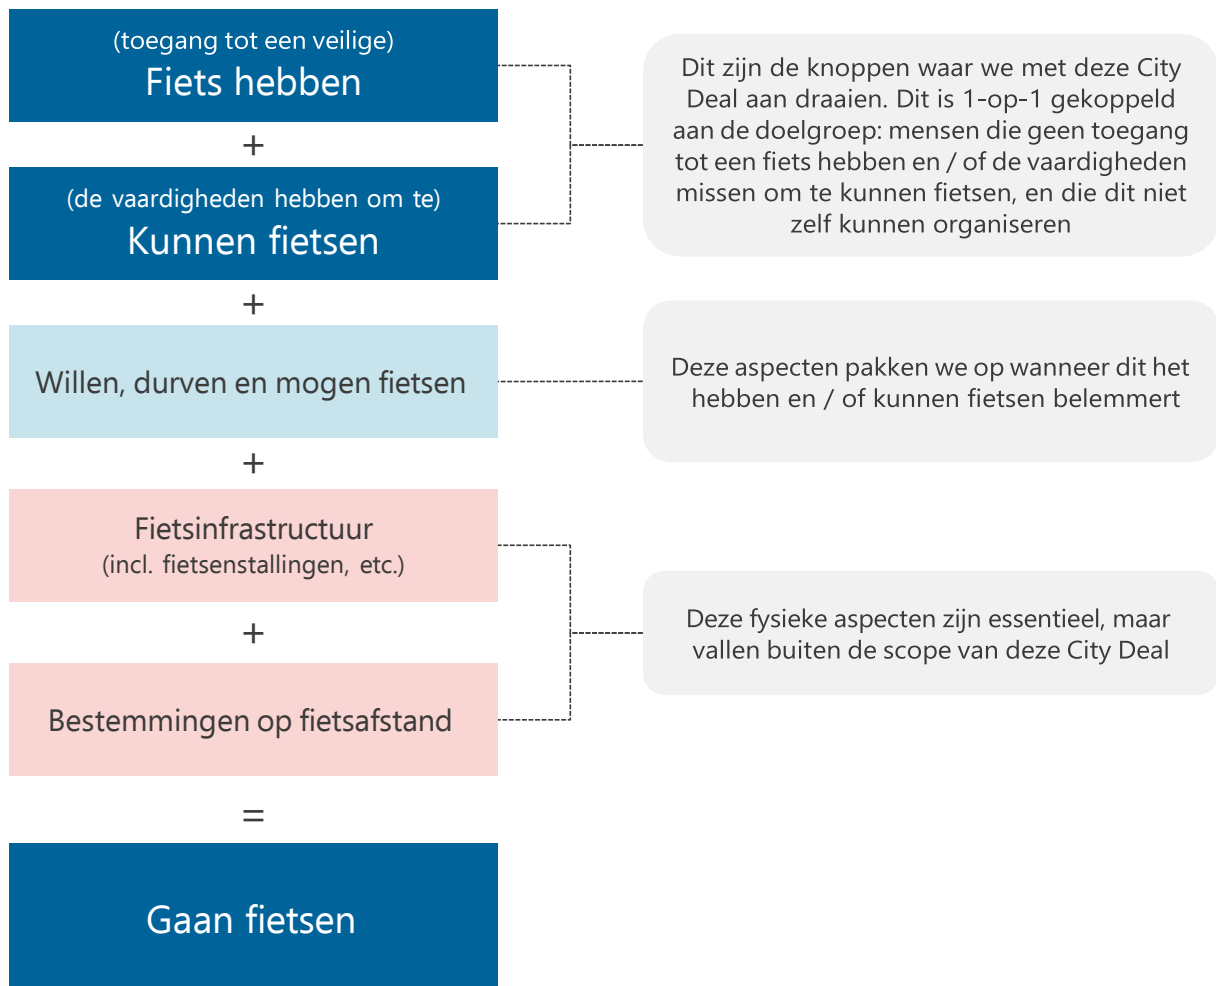 (toegang tot een veilige)
Fiets hebben
+
(de vaardigheden hebben om te)
Kunnen fietsen
+
Willen, durven en mogen fietsen
+
Fietsinfrastructuur
(incl. fietsenstallingen, etc.)
+
Bestemmingen op fietsafstand
=
Gaan fietsen
Dit zijn de knoppen waar we met deze City
Deal aan draaien. Dit is 1-op-1 gekoppeld
aan de doelgroep: mensen die geen toegang
tot een fiets hebben en / of de vaardigheden
missen om te kunnen fietsen, en die dit niet
zelf kunnen organiseren
Deze aspecten pakken we op wanneer dit het
hebben en / of kunnen fietsen belemmert
Deze fysieke aspecten zijn essentieel, maar
vallen buiten de scope van deze City Deal